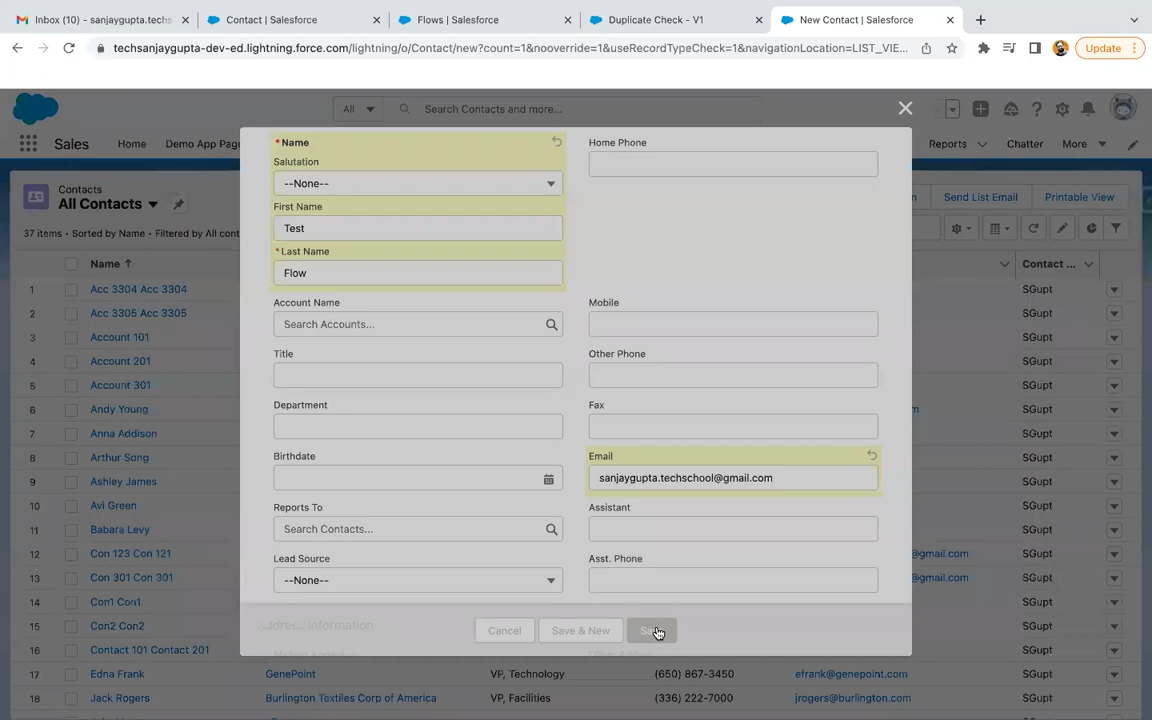 Inbox (10) - sanjaygupta.techs
Contact | Salesforce
Flows | Salesforce
Duplicate Check - V1
New Contact | Salesforce
techsanjaygupta-dev-ed.lightning.force.com/lightning/o/Contact/new?count=1&nooverride=1&useRecordTypeCheck=1&navigationLocation=LIST_VIE...
Update
All
Search Contacts and more...
Sales
Home
Demo App Pag
Reports
Chatter
More
Contacts
All Contacts
Send List Email
Printable View
37 items • Sorted by Name • Filtered by All cont
Name
Contact ...
1 Acc 3304 Acc 3304 SGupt
2 Acc 3305 Acc 3305 SGupt
3 Account 101 SGupt
4 Account 201 SGupt
5 Account 301 SGupt
6 Andy Young SGupt
7 Anna Addison SGupt
8 Arthur Song SGupt
9 Ashley James SGupt
10 Avi Green SGupt
11 Babara Levy SGupt
12 Con 123 Con 121 @gmail.com SGupt
13 Con 301 Con 301 @gmail.com SGupt
14 Con1 Con1 SGupt
15 Con2 Con2 SGupt
16 Contact 101 Contact 201 SGupt
17 Edna Frank GenePoint VP, Technology (650) 867-3450 efrank@genepoint.com SGupt
18 Jack Rogers Burlington Textiles Corp of America VP, Facilities (336) 222-7000 jrogers@burlington.com SGupt
* Name
Salutation
--None--
First Name
Test
* Last Name
Flow
Home Phone
Account Name
Search Accounts...
Mobile
Title
Other Phone
Department
Fax
Birthdate
Email
sanjaygupta.techschool@gmail.com
Reports To
Search Contacts...
Assistant
Lead Source
--None--
Asst. Phone
Address Information
Cancel
Save & New